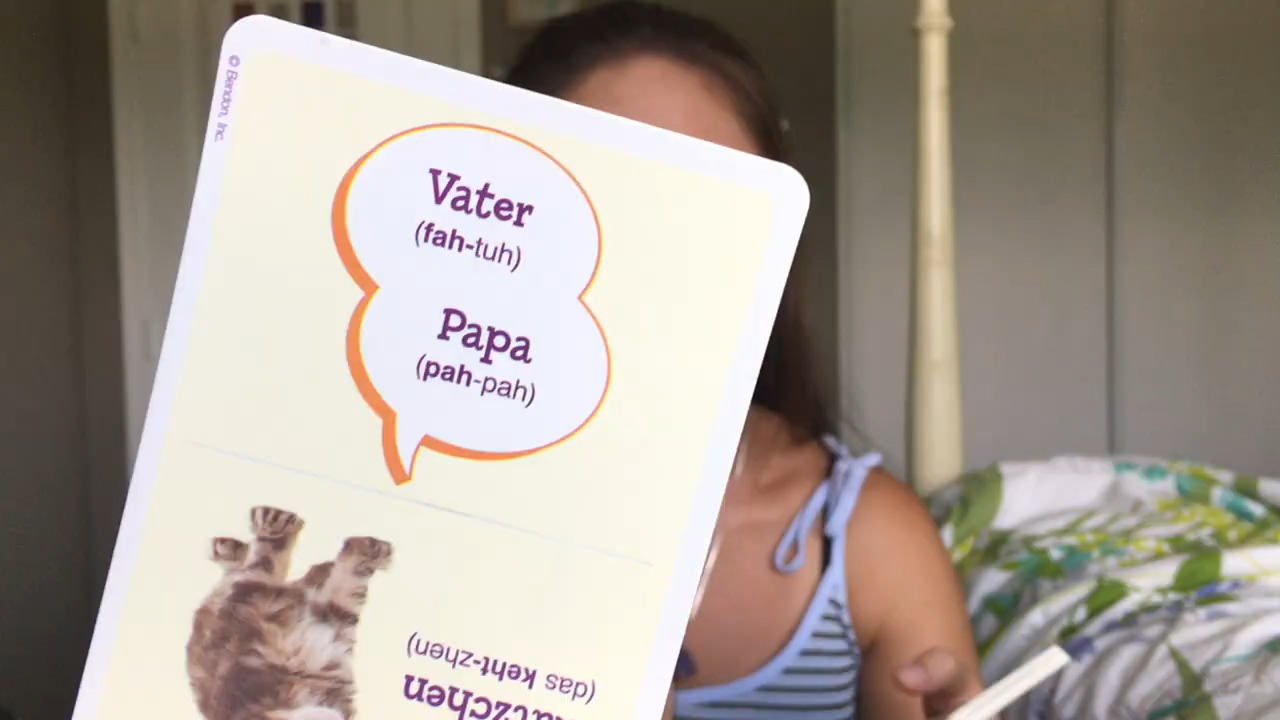 © Bendon, Inc.
Vater
(fah-tuh)
Papa
(pah-pah)
(das keht-zhen)